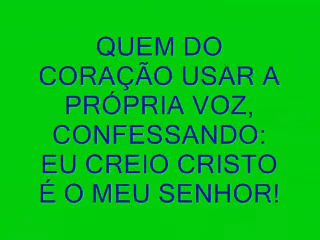 QUEM DO
CORAÇÃO USAR A
PRÓPRIA VOZ,
CONFESSANDO:
EU CREIO CRISTO
É O MEU SENHOR!